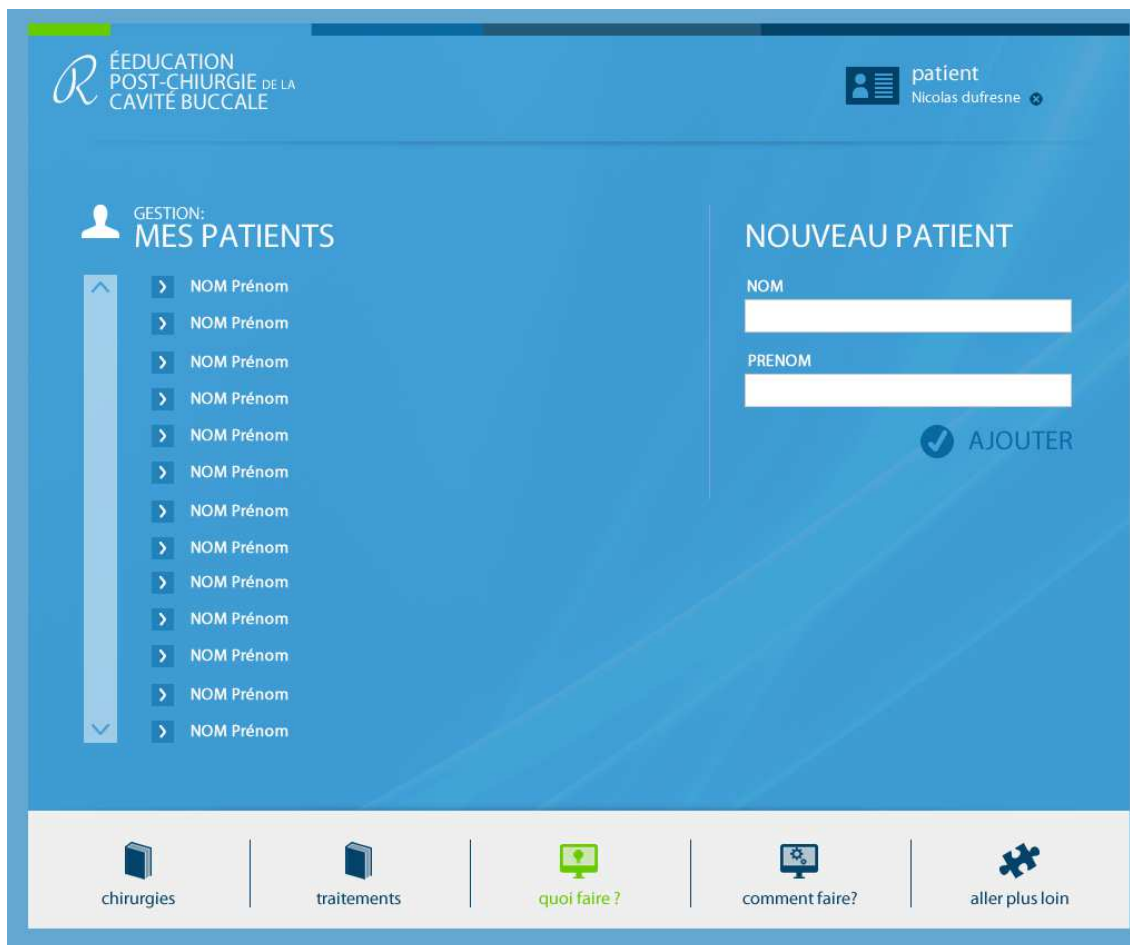 RÉEDUCATION
POST-CHIRURGIE DE LA
CAVITÉ BUCCALE
patient
Nicolas dufresne
GESTION:
MES PATIENTS
NOM Prénom
NOM Prénom
NOM Prénom
NOM Prénom
NOM Prénom
NOM Prénom
NOM Prénom
NOM Prénom
NOM Prénom
NOM Prénom
NOM Prénom
NOM Prénom
NOM Prénom
NOUVEAU PATIENT
NOM
PRENOM
AJOUTER
chirurgies
traitements
quoi faire ?
comment faire?
aller plus loin